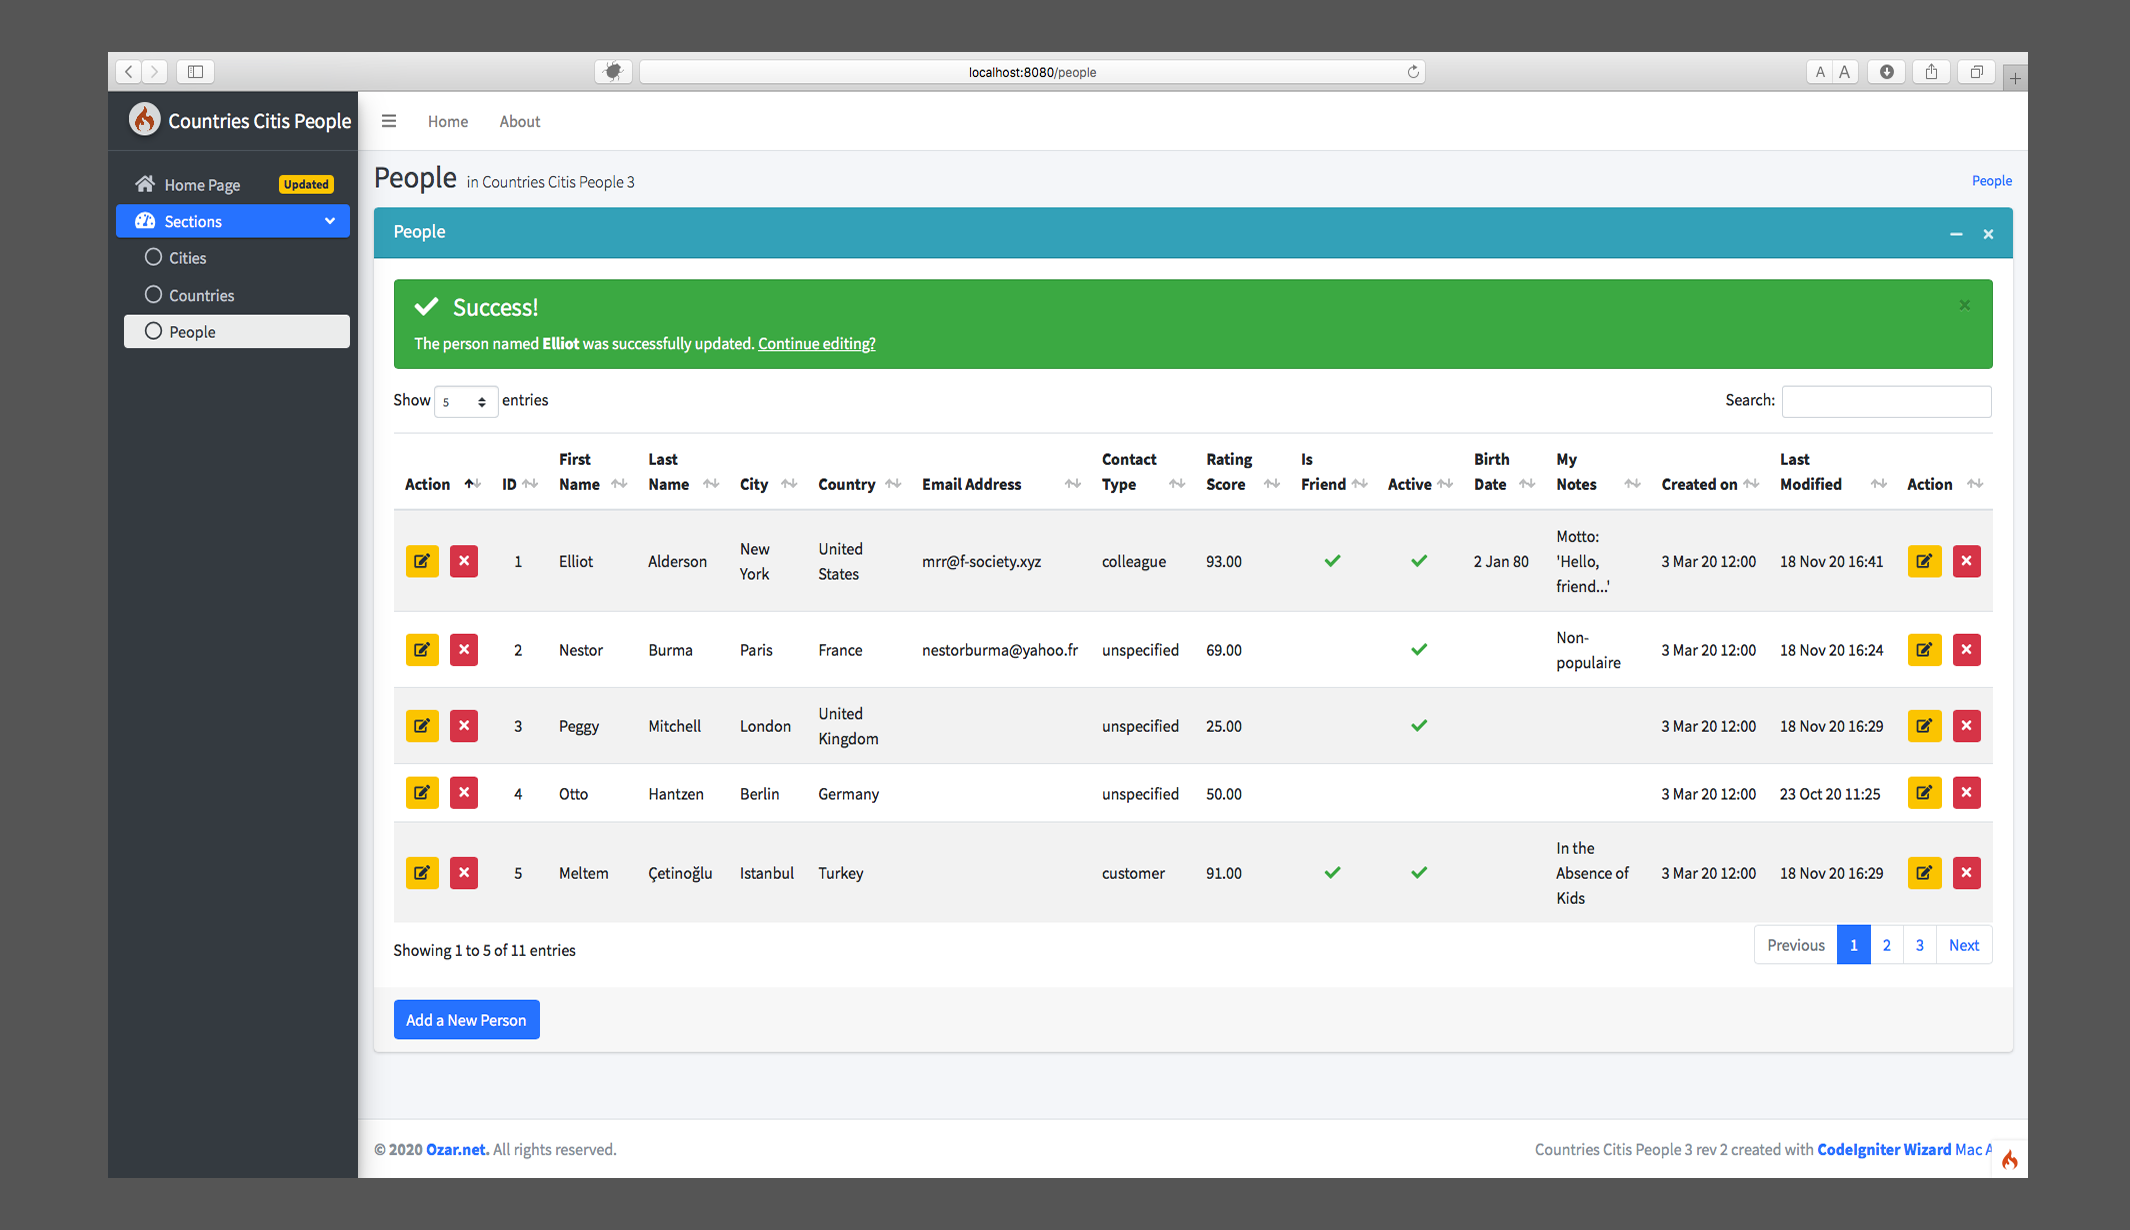 localhost:8080/people
A A
Countries Citis People
Home About
Home Page Updated
Sections
Cities
Countries
People
People in Countries Citis People 3
People
People
Success!
The person named Elliot was successfully updated. Continue editing?
Show 5 entries
Search:
Action ID First Name Last Name City Country Email Address Contact Type Rating Score Is Friend Active Birth Date My Notes Created on Last Modified Action
1 Elliot Alderson New York United States mrr@f-society.xyz colleague 93.00 2 Jan 80 Motto: 'Hello, friend...' 3 Mar 20 12:00 18 Nov 20 16:41
2 Nestor Burma Paris France nestorburma@yahoo.fr unspecified 69.00 Non-populaire 3 Mar 20 12:00 18 Nov 20 16:24
3 Peggy Mitchell London United Kingdom unspecified 25.00 3 Mar 20 12:00 18 Nov 20 16:29
4 Otto Hantzen Berlin Germany unspecified 50.00 3 Mar 20 12:00 23 Oct 20 11:25
5 Meltem Çetinoğlu Istanbul Turkey customer 91.00 In the Absence of Kids 3 Mar 20 12:00 18 Nov 20 16:29
Showing 1 to 5 of 11 entries
Previous 1 2 3 Next
Add a New Person
© 2020 Ozar.net. All rights reserved.
Countries Citis People 3 rev 2 created with CodeIgniter Wizard Mac A